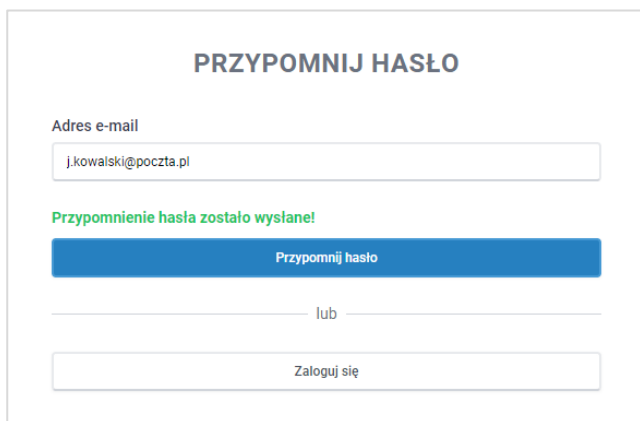 PRZYPOMNIJ HASŁO
Adres e-mail
j.kowalski@poczta.pl
Przypomnienie hasła zostało wysłane!
Przypomnij hasło
lub
Zaloguj się